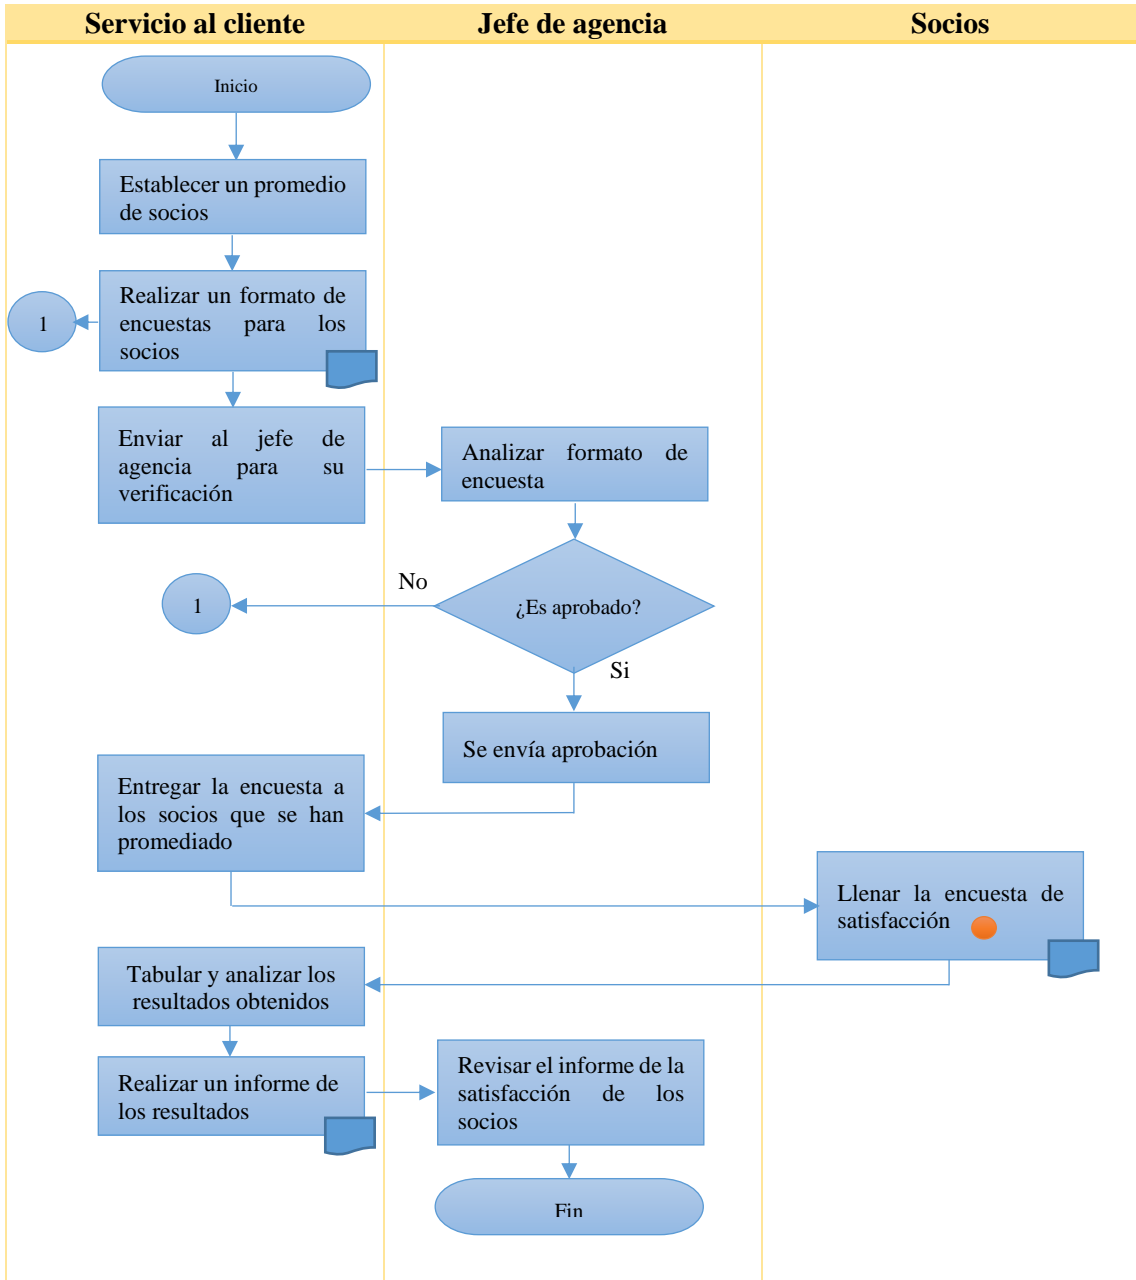 Servicio al cliente
Jefe de agencia
Socios
Inicio
Establecer un promedio
de socios
Realizar un formato de
encuestas para los
socios
1
Enviar al jefe de
agencia para su
verificación
Analizar formato de
encuesta
No
¿Es aprobado?
1
Si
Se envía aprobación
Entregar la encuesta a
los socios que se han
promediado
Llenar la encuesta de
satisfacción
Tabular y analizar los
resultados obtenidos
Realizar un informe de
los resultados
Revisar el informe de la
satisfacción de los
socios
Fin